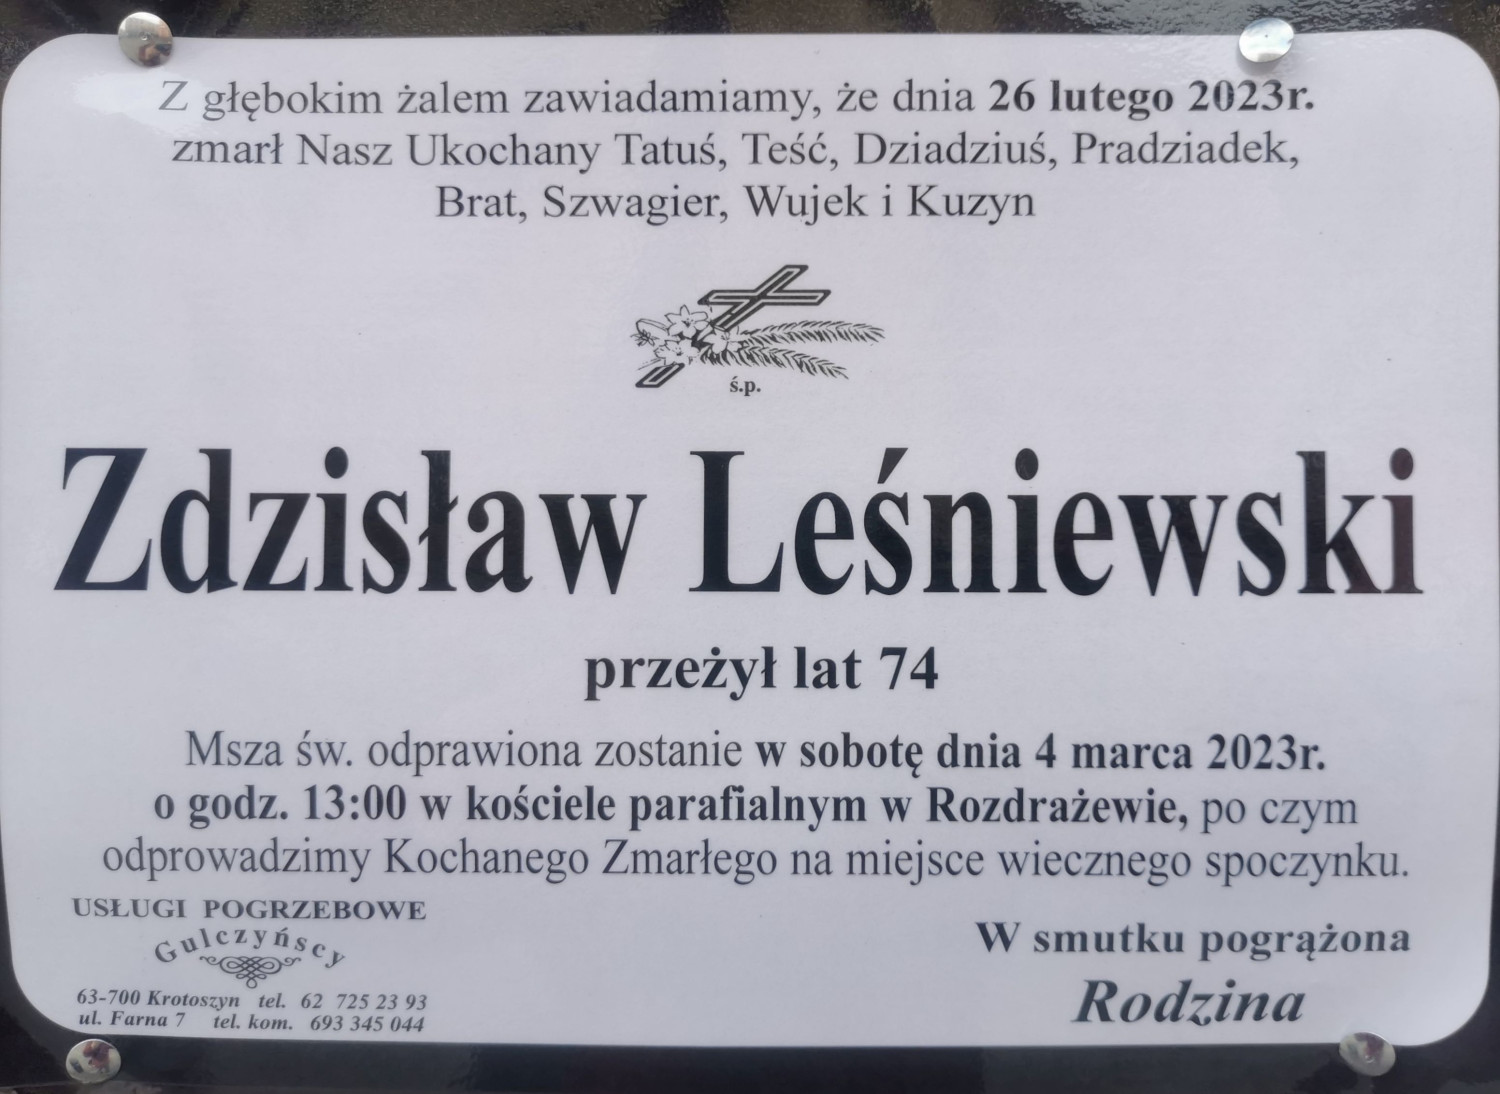 Z głębokim żalem zawiadamiamy, że dnia 26 lutego 2023r.
zmarł Nasz Ukochany Tatuś, Teść, Dziadziuś, Pradziadek,
Brat, Szwagier, Wujek i Kuzyn
ś.p.
Zdzisław Leśniewski
przeżył lat 74
Msza św. odprawiona zostanie w sobotę dnia 4 marca 2023r.
o godz. 13:00 w kościele parafialnym w Rozdrażewie, po czym
odprowadzimy Kochanego Zmarłego na miejsce wiecznego spoczynku.
USŁUGI POGRZEBOWE
Gulczyńscy
63-700 Krotoszyn tel. 62 725 23 93
ul. Farna 7 tel. kom. 693 345 044
W smutku pogrążona
Rodzina